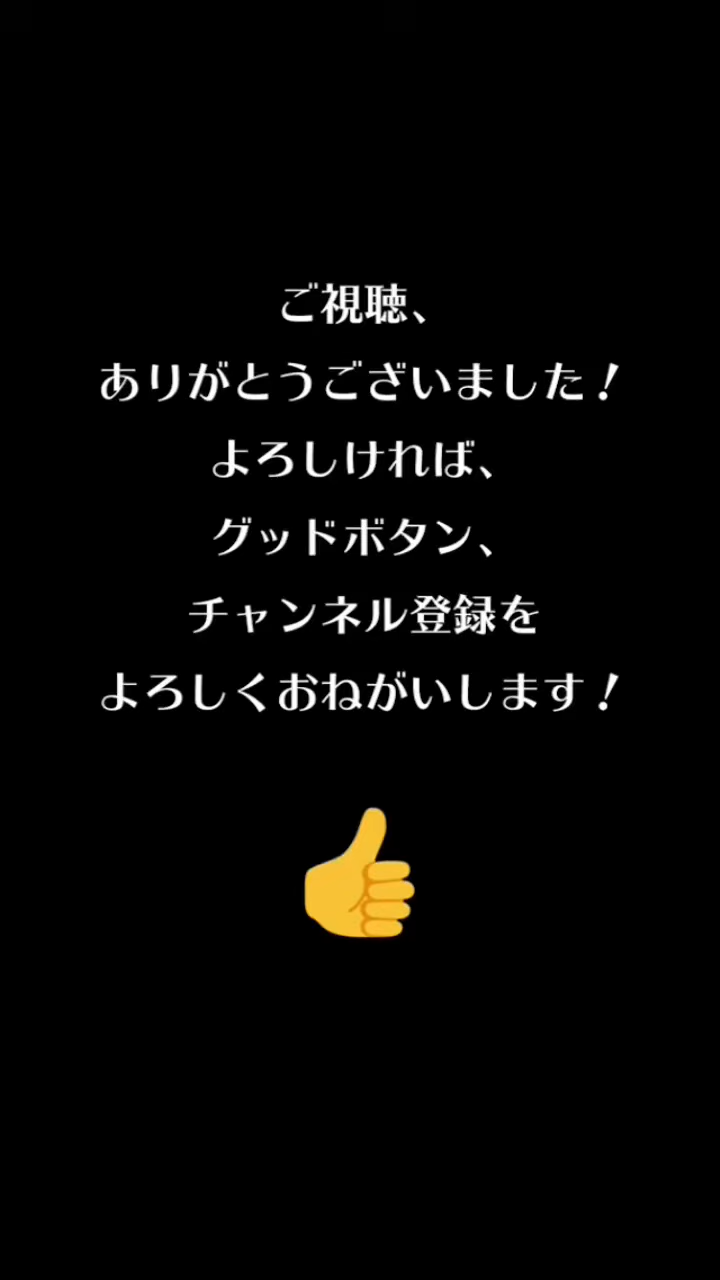 ご視聴、
ありがとうございました！
よろしければ、
グッドボタン、
チャンネル登録を
よろしくおねがいします！